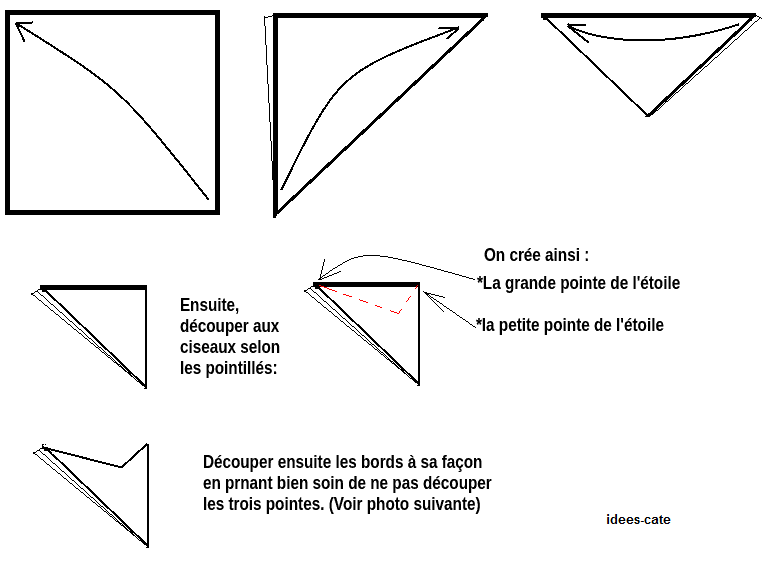 On crée ainsi :
*La grande pointe de l'étoile
*la petite pointe de l'étoile
Ensuite,
découper aux
ciseaux selon
les pointillés:
Découper ensuite les bords à sa façon
en prnant bien soin de ne pas découper
les trois pointes. (Voir photo suivante)
idees-cate